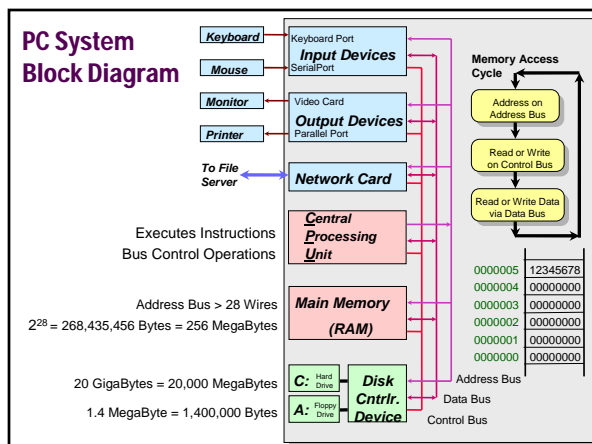 PC System
Block Diagram
Keyboard
Mouse
Keyboard Port
Input Devices
SerialPort
Monitor
Printer
Video Card
Output Devices
Parallel Port
To File
Server
Network Card
Executes Instructions
Bus Control Operations
Central
Processing
Unit
Address Bus > 28 Wires
2²⁸ = 268,435,456 Bytes = 256 MegaBytes
Main Memory
(RAM)
20 GigaBytes = 20,000 MegaBytes
1.4 MegaByte = 1,400,000 Bytes
C: Hard
Drive
A: Floppy
Drive
Disk
Cntrlr.
Device
Address Bus
Data Bus
Control Bus
Memory Access
Cycle
Address on
Address Bus
Read or Write
on Control Bus
Read or Write Data
via Data Bus
0000005 12345678
0000004 00000000
0000003 00000000
0000002 00000000
0000001 00000000
0000000 00000000